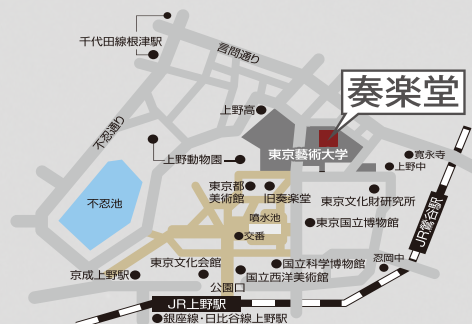 千代田線根津駅
言問通り
不忍通り
上野高
奏楽堂
東京藝術大学
上野動物園
寛永寺
上野中
東京都
美術館
旧奏楽堂
東京文化財研究所
不忍池
噴水池
東京国立博物館
交番
JR鶯谷駅
京成上野駅
東京文化会館
国立科学博物館
忍岡中
国立西洋美術館
公園口
JR上野駅
銀座線・日比谷線上野駅